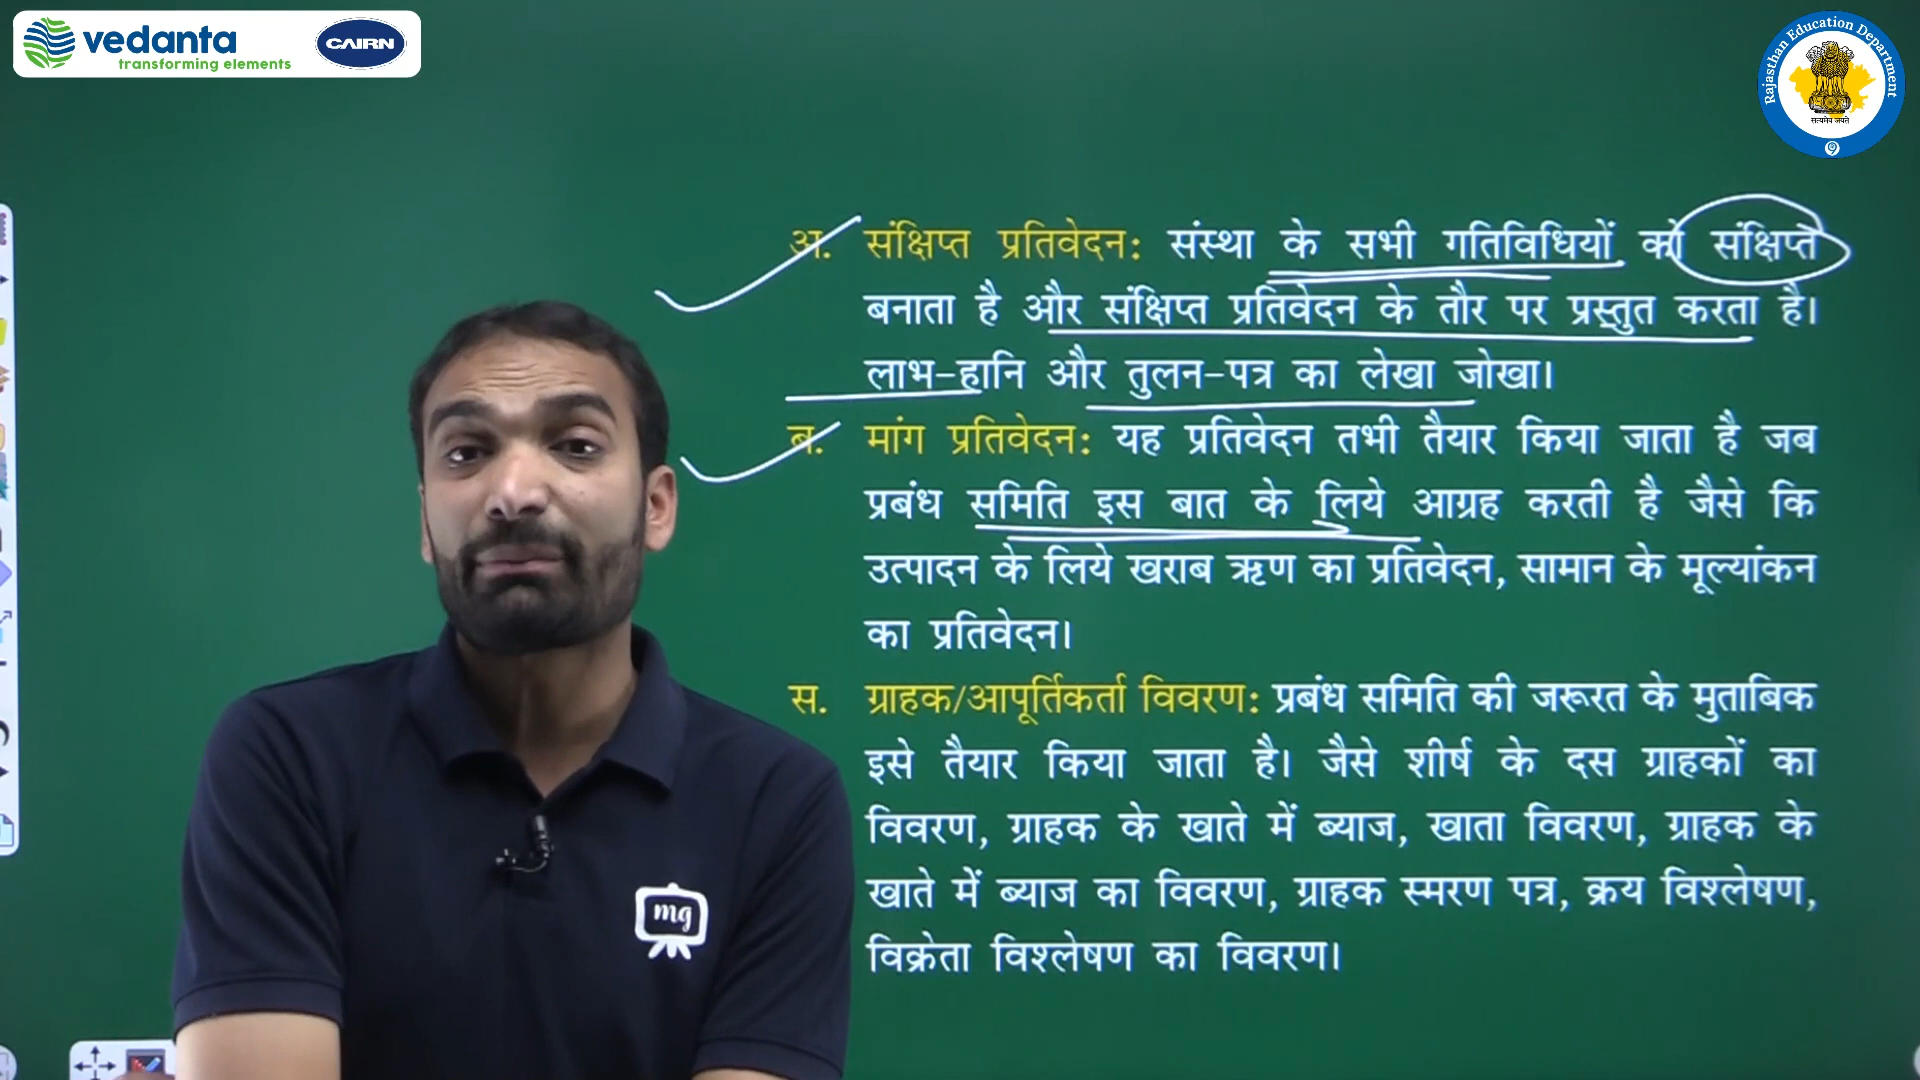 vedanta
transforming elements
CAIRN
Rajasthan Education Department
सत्यमेव जयते
अ. संक्षिप्त प्रतिवेदन: संस्था के सभी गतिविधियों को संक्षिप्त
बनाता है और संक्षिप्त प्रतिवेदन के तौर पर प्रस्तुत करता है।
लाभ-हानि और तुलन-पत्र का लेखा जोखा।
ब. मांग प्रतिवेदन: यह प्रतिवेदन तभी तैयार किया जाता है जब
प्रबंध समिति इस बात के लिये आग्रह करती है जैसे कि
उत्पादन के लिये खराब ऋण का प्रतिवेदन, सामान के मूल्यांकन
का प्रतिवेदन।
स. ग्राहक/आपूर्तिकर्ता विवरण: प्रबंध समिति की जरूरत के मुताबिक
इसे तैयार किया जाता है। जैसे शीर्ष के दस ग्राहकों का
विवरण, ग्राहक के खाते में ब्याज, खाता विवरण, ग्राहक के
खाते में ब्याज का विवरण, ग्राहक स्मरण पत्र, क्रय विश्लेषण,
विक्रेता विश्लेषण का विवरण।
mg